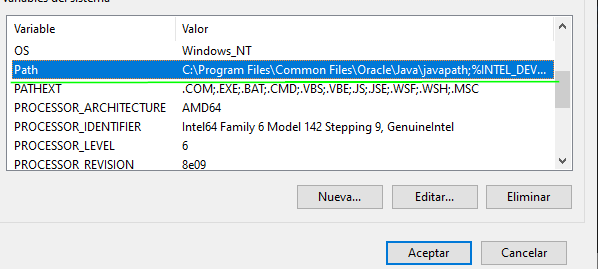 Variables del sistema
Variable Valor
OS Windows_NT
Path C:\Program Files\Common Files\Oracle\Java\javapath;%INTEL_DEV...
PATHEXT .COM;.EXE;.BAT;.CMD;.VBS;.VBE;.JS;.JSE;.WSF;.WSH;.MSC
PROCESSOR_ARCHITECTURE AMD64
PROCESSOR_IDENTIFIER Intel64 Family 6 Model 142 Stepping 9, GenuineIntel
PROCESSOR_LEVEL 6
PROCESSOR_REVISION 8e09
Nueva... Editar... Eliminar
Aceptar Cancelar